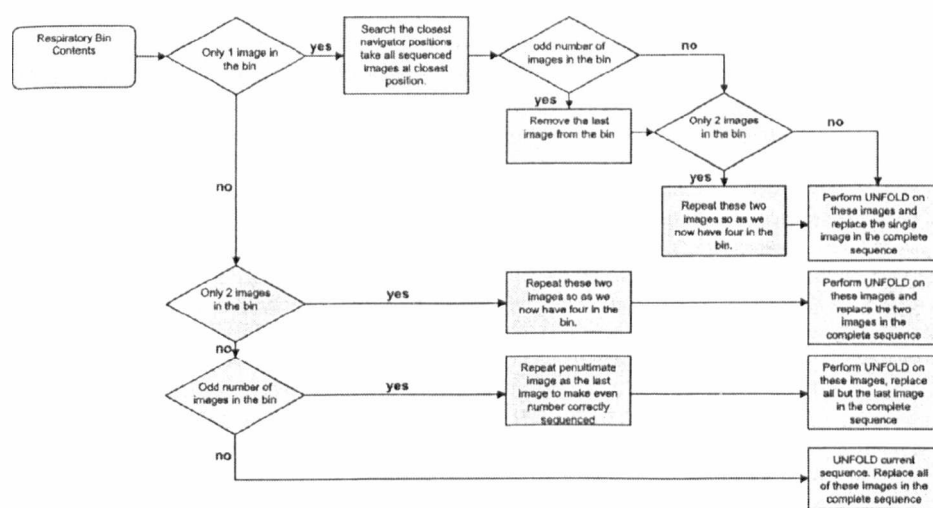 Respiratory Bin
Contents
Only 1 image in
the bin
yes
Search the closest
navigator positions
take all sequenced
images at closest
position.
odd number of
images in the bin
no
yes
Remove the last
image from the bin
Only 2 images
in the bin
no
yes
Repeat these two
images so as we
now have four in the
bin.
Perform UNFOLD on
these images and
replace the single
image in the complete
sequence
no
Only 2 images
in the bin
yes
Repeat these two
images so as we
now have four in the
bin.
Perform UNFOLD on
these images and
replace the two
images in the
complete sequence
no
Odd number of
images in the bin
yes
Repeat penultimate
image as the last
image to make even
number correctly
sequenced
Perform UNFOLD on
these images, replace
all but the last image
in the complete
sequence
no
UNFOLD current
sequence. Replace all
of these images in the
complete sequence